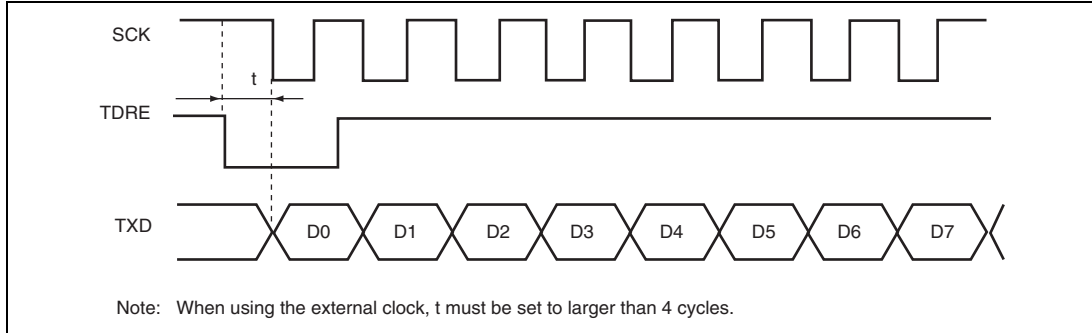 SCK
t
TDRE
TXD D0 D1 D2 D3 D4 D5 D6 D7
Note: When using the external clock, t must be set to larger than 4 cycles.